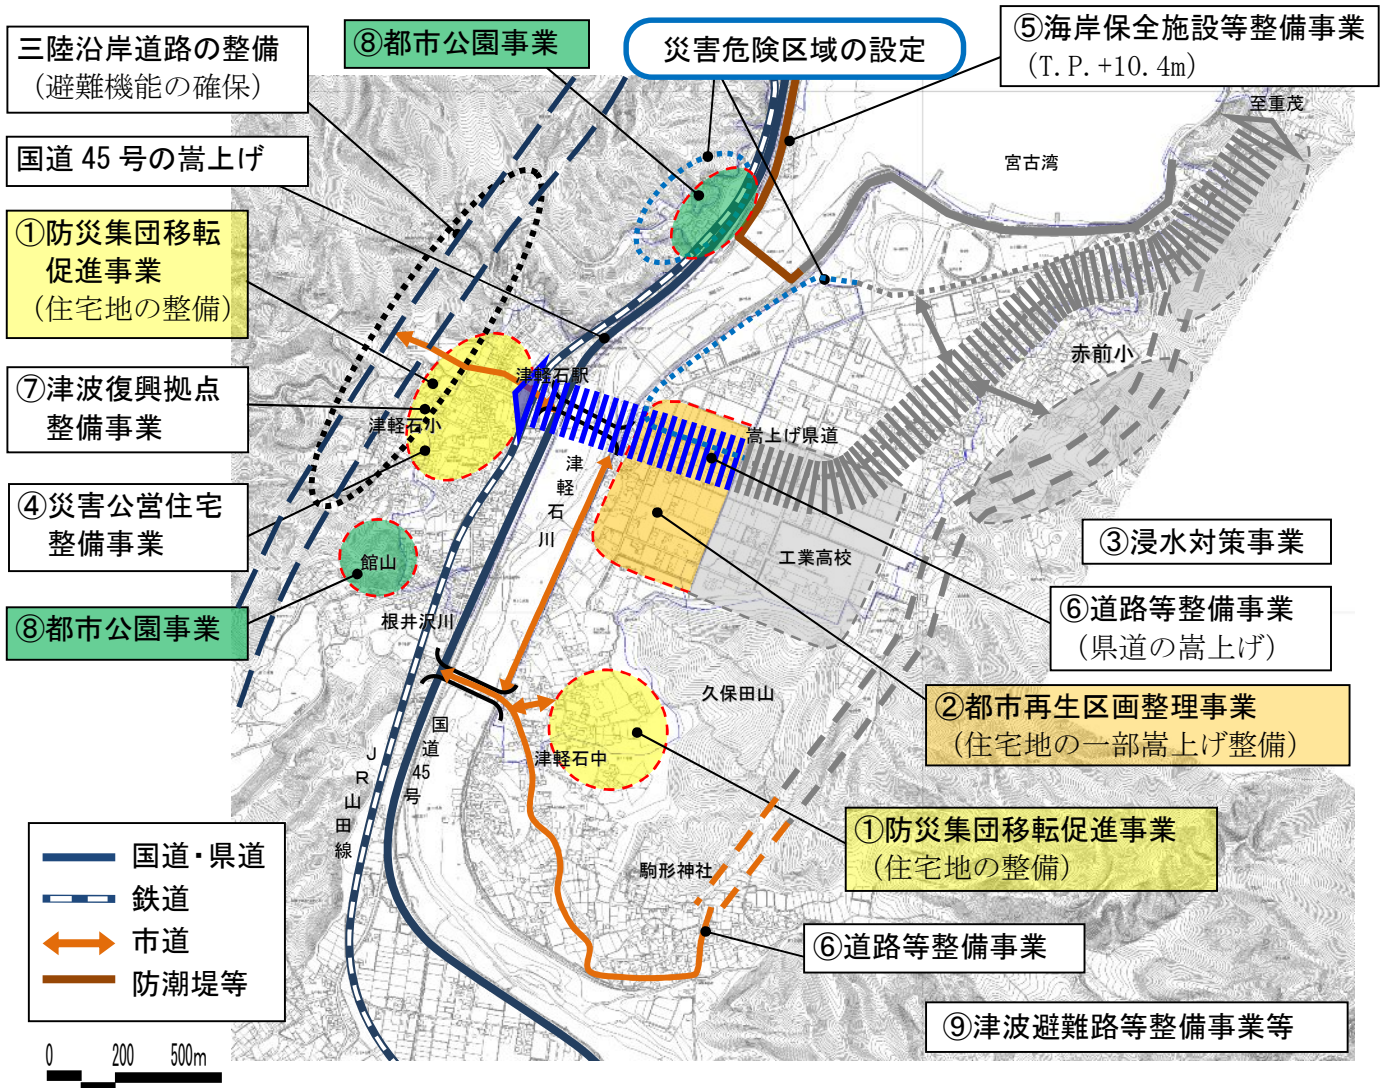 三陸沿岸道路の整備
（避難機能の確保）
⑧都市公園事業
災害危険区域の設定
⑤海岸保全施設等整備事業
（T.P.+10.4m）
国道 45 号の嵩上げ
①防災集団移転
促進事業
（住宅地の整備）
⑦津波復興拠点
整備事業
④災害公営住宅
整備事業
⑧都市公園事業
至重茂
宮古湾
赤前小
津軽石駅
津軽石小
嵩上げ県道
津軽石川
工業高校
館山
根井沢川
③浸水対策事業
⑥道路等整備事業
（県道の嵩上げ）
②都市再生区画整理事業
（住宅地の一部嵩上げ整備）
久保田山
国道45号
津軽石中
JR山田線
①防災集団移転促進事業
（住宅地の整備）
駒形神社
⑥道路等整備事業
⑨津波避難路等整備事業等
国道・県道
鉄道
市道
防潮堤等
0 200 500m